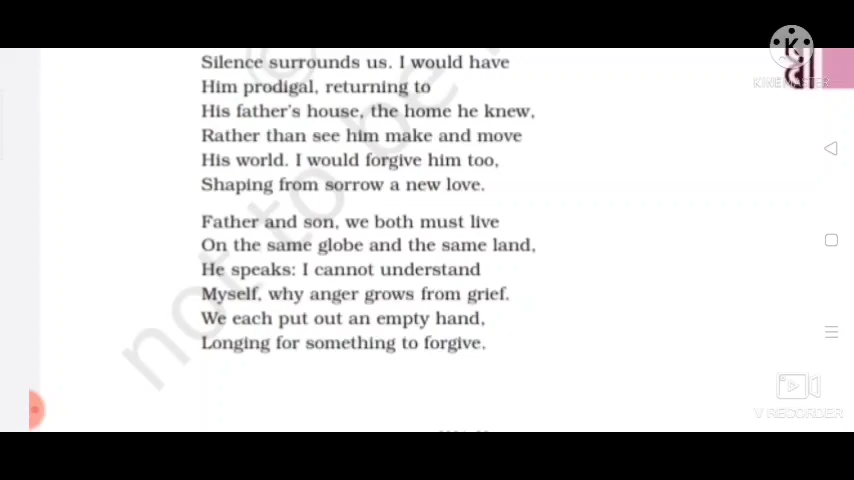 Silence surrounds us. I would have
Him prodigal, returning to
His father's house, the home he knew,
Rather than see him make and move
His world. I would forgive him too,
Shaping from sorrow a new love.
Father and son, we both must live
On the same globe and the same land,
He speaks: I cannot understand
Myself, why anger grows from grief.
We each put out an empty hand,
Longing for something to forgive.
not to be
K
KINEMASTER
V RECORDER